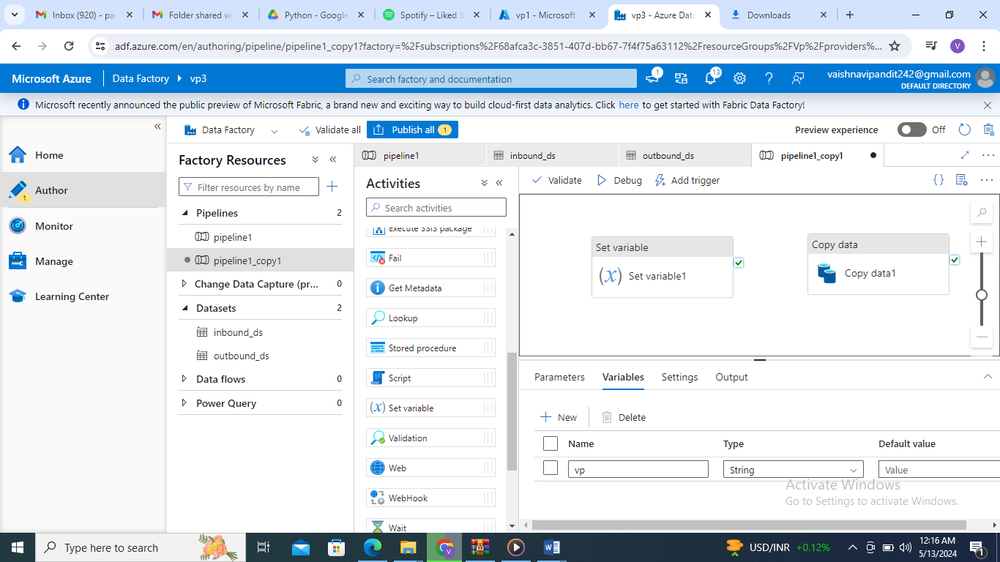 Inbox (920) - pa
Folder shared wi
Python - Google
Spotify – Liked S
vp1 - Microsoft
vp3 - Azure Data
Downloads
adf.azure.com/en/authoring/pipeline/pipeline1_copy1?factory=%2Fsubscriptions%2F68afca3c-3851-407d-bb67-7f4f75a63112%2FresourceGroups%2FVp%2Fproviders%2...
V
Microsoft Azure
Data Factory
vp3
Search factory and documentation
1
13
vaishnavipandit242@gmail.com
DEFAULT DIRECTORY
Microsoft recently announced the public preview of Microsoft Fabric, a brand new and exciting way to build cloud-first data analytics. Click here to get started with Fabric Data Factory!
Home
Author
1
Monitor
Manage
Learning Center
Data Factory
Validate all
Publish all 1
Preview experience
Off
Factory Resources
Filter resources by name
Pipelines 2
pipeline1
pipeline1_copy1
Change Data Capture (pr... 0
Datasets 2
inbound_ds
outbound_ds
Data flows 0
Power Query 0
pipeline1
inbound_ds
outbound_ds
pipeline1_copy1
Activities
Search activities
Execute SSIS package
Fail
Get Metadata
Lookup
Stored procedure
Script
(x) Set variable
Validation
Web
WebHook
Wait
Validate
Debug
Add trigger
{}
Set variable
(x) Set variable1
Copy data
Copy data1
Parameters
Variables
Settings
Output
New
Delete
Name
Type
Default value
vp
String
Value
Activate Windows
Go to Settings to activate Windows.
Type here to search
USD/INR +0.12%
12:16 AM
5/13/2024
1